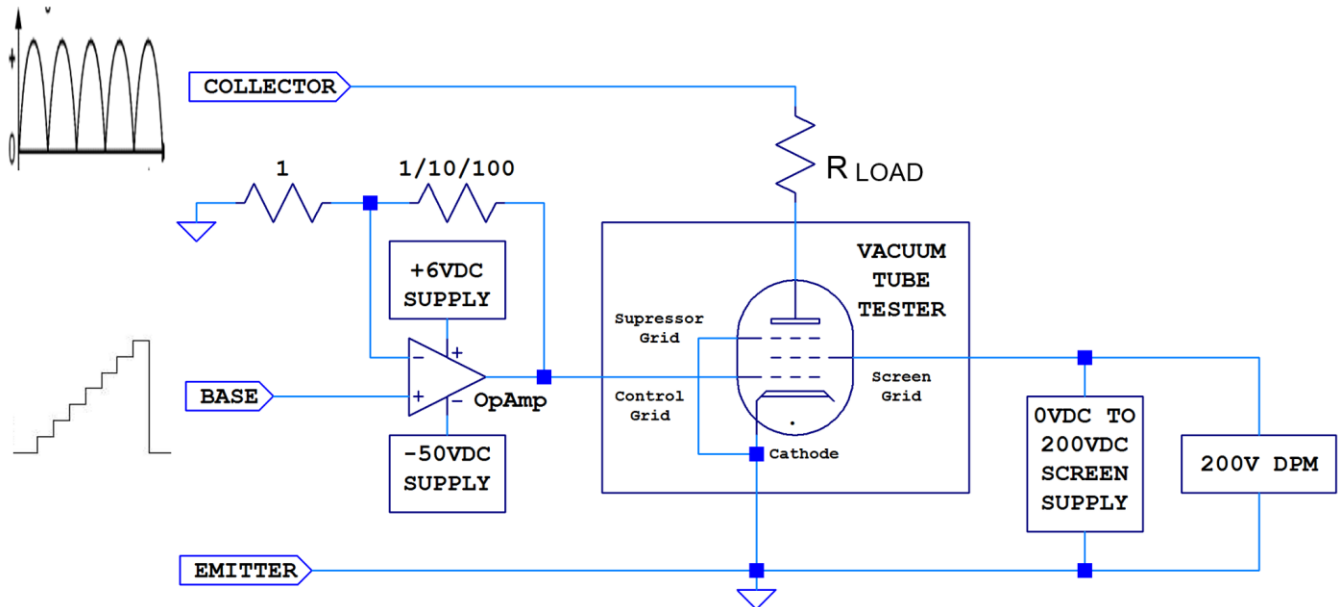 v
+
0
COLLECTOR
1
1/10/100
R LOAD
+6VDC
SUPPLY
VACUUM
TUBE
TESTER
Supressor
Grid
-
+
+
-
OpAmp
BASE
Control
Grid
Screen
Grid
-50VDC
SUPPLY
Cathode
0VDC TO
200VDC
SCREEN
SUPPLY
200V DPM
EMITTER